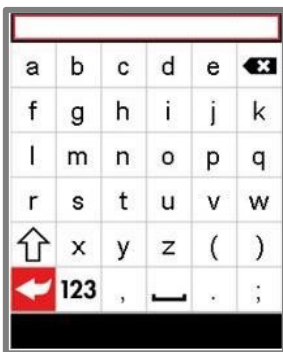 a b c d e
f g h i j k
l m n o p q
r s t u v w
x y z ( )
123 , . ;